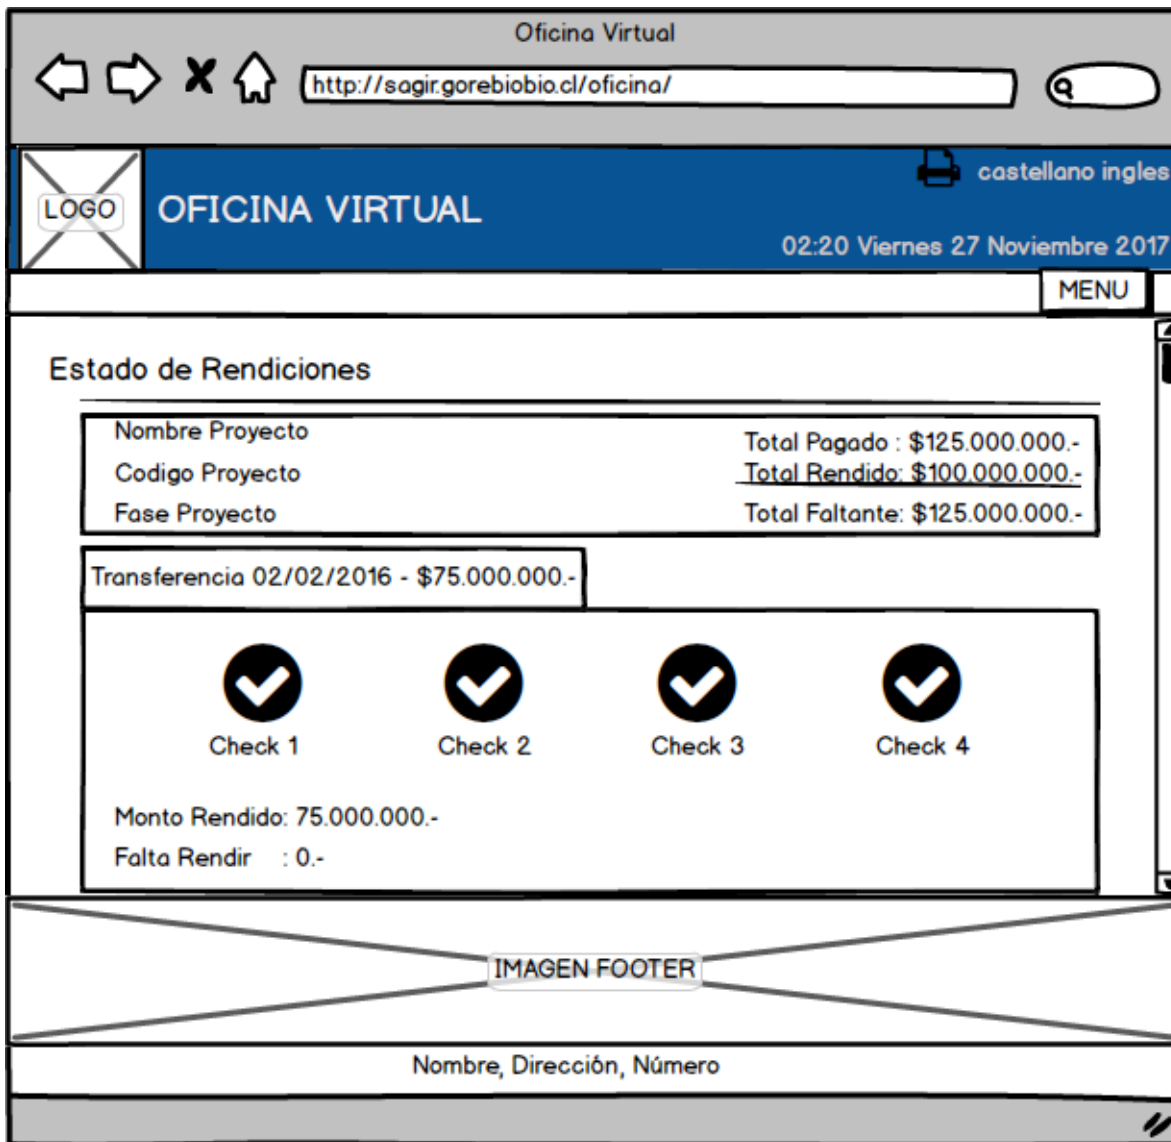 Oficina Virtual
http://sagir.gorebiobio.cl/oficina/
castellano ingles
LOGO
OFICINA VIRTUAL
02:20 Viernes 27 Noviembre 2017
MENU
Estado de Rendiciones
Nombre Proyecto
Total Pagado : $125.000.000.-
Codigo Proyecto
Total Rendido: $100.000.000.-
Fase Proyecto
Total Faltante: $125.000.000.-
Transferencia 02/02/2016 - $75.000.000.-
Check 1 Check 2 Check 3 Check 4
Monto Rendido: 75.000.000.-
Falta Rendir : 0.-
IMAGEN FOOTER
Nombre, Dirección, Número